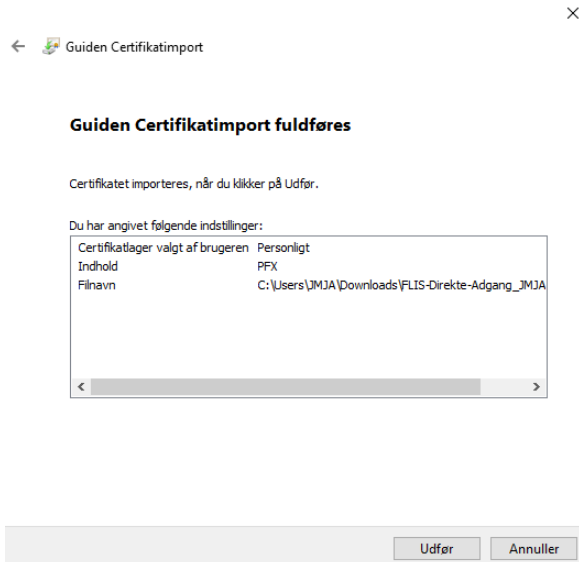 Guiden Certifikatimport
Guiden Certifikatimport fuldføres
Certifikatet importeres, når du klikker på Udfør.
Du har angivet følgende indstillinger:
Certifikatlager valgt af brugeren Personligt
Indhold PFX
Filnavn C:\Users\JMJA\Downloads\FLIS-Direkte-Adgang_JMJA
Udfør Annuller